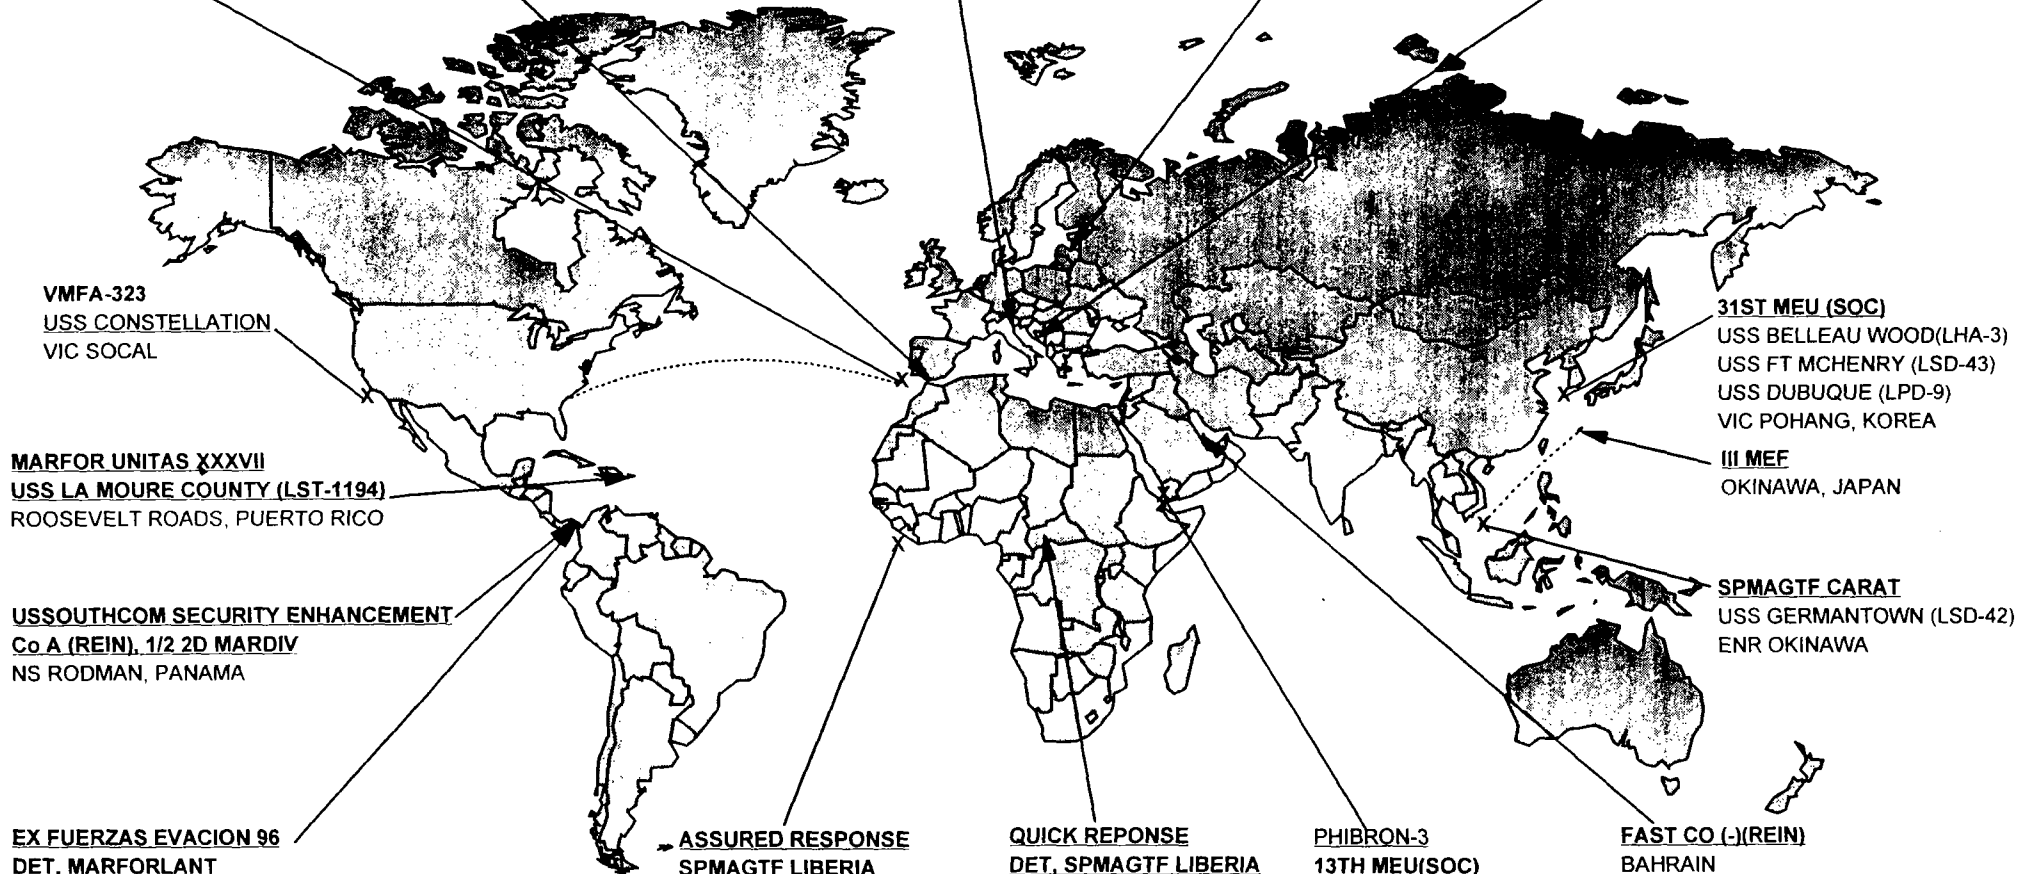 VMFA-323
USS CONSTELLATION
VIC SOCAL
MARFOR UNITAS XXXVII
USS LA MOURE COUNTY (LST-1194)
ROOSEVELT ROADS, PUERTO RICO
USSOUTHCOM SECURITY ENHANCEMENT
Co A (REIN), 1/2 2D MARDIV
NS RODMAN, PANAMA
EX FUERZAS EVACION 96
DET, MARFORLANT
ASSURED RESPONSE
SPMAGTF LIBERIA
QUICK REPONSE
DET, SPMAGTF LIBERIA
PHIBRON-3
13TH MEU(SOC)
FAST CO (-)(REIN)
BAHRAIN
31ST MEU (SOC)
USS BELLEAU WOOD(LHA-3)
USS FT MCHENRY (LSD-43)
USS DUBUQUE (LPD-9)
VIC POHANG, KOREA
III MEF
OKINAWA, JAPAN
SPMAGTF CARAT
USS GERMANTOWN (LSD-42)
ENR OKINAWA